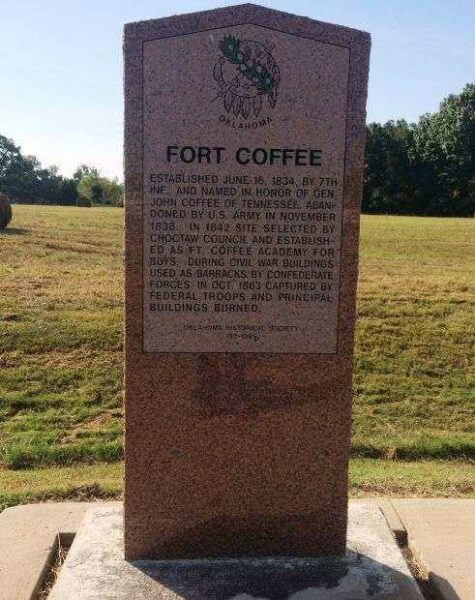 OKLAHOMA
FORT COFFEE
ESTABLISHED JUNE 16, 1834, BY 7TH
INF. AND NAMED IN HONOR OF GEN.
JOHN COFFEE OF TENNESSEE. ABAN-
DONED BY U.S. ARMY IN NOVEMBER
1838. IN 1842 SITE SELECTED BY
CHOCTAW COUNCIL AND ESTABLISH-
ED AS FT. COFFEE ACADEMY FOR
BOYS. DURING CIVIL WAR BUILDINGS
USED AS BARRACKS BY CONFEDERATE
FORCES. IN OCT. 1863 CAPTURED BY
FEDERAL TROOPS AND PRINCIPAL
BUILDINGS BURNED.
OKLAHOMA HISTORICAL SOCIETY